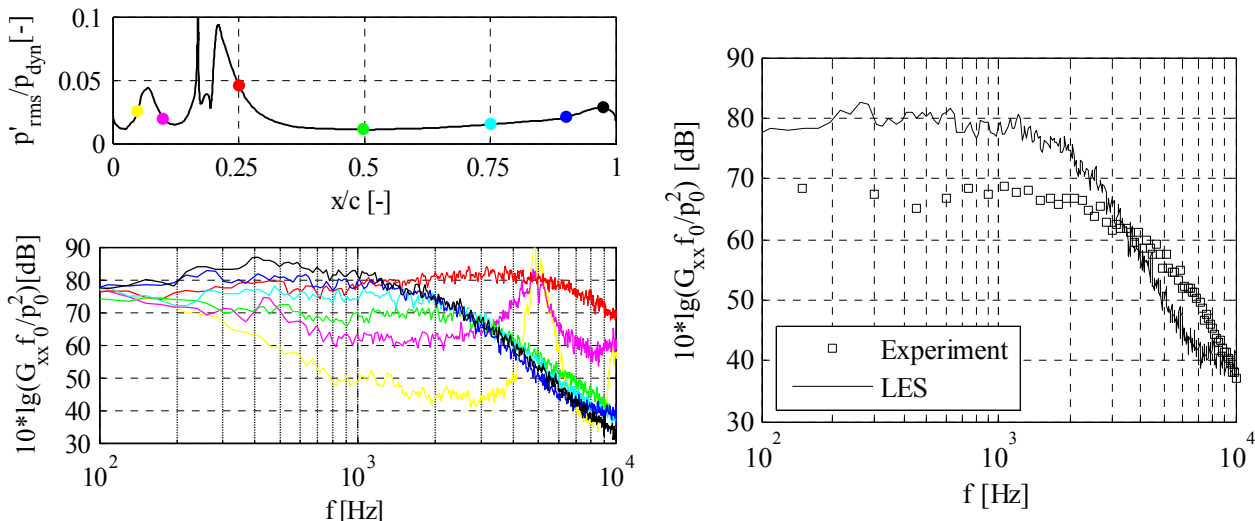 p'rms/pdyn[-]
0.1
0.05
0
0 0.25 0.5 0.75 1
x/c [-]
10*lg(Gxx f0/p0²)[dB]
90
80
70
60
50
40
30
10² 10³ 10⁴
f [Hz]
10*lg(Gxx f0/p0²) [dB]
90
80
70
60
50
40
30
Experiment
LES
10² 10³ 10⁴
f [Hz]